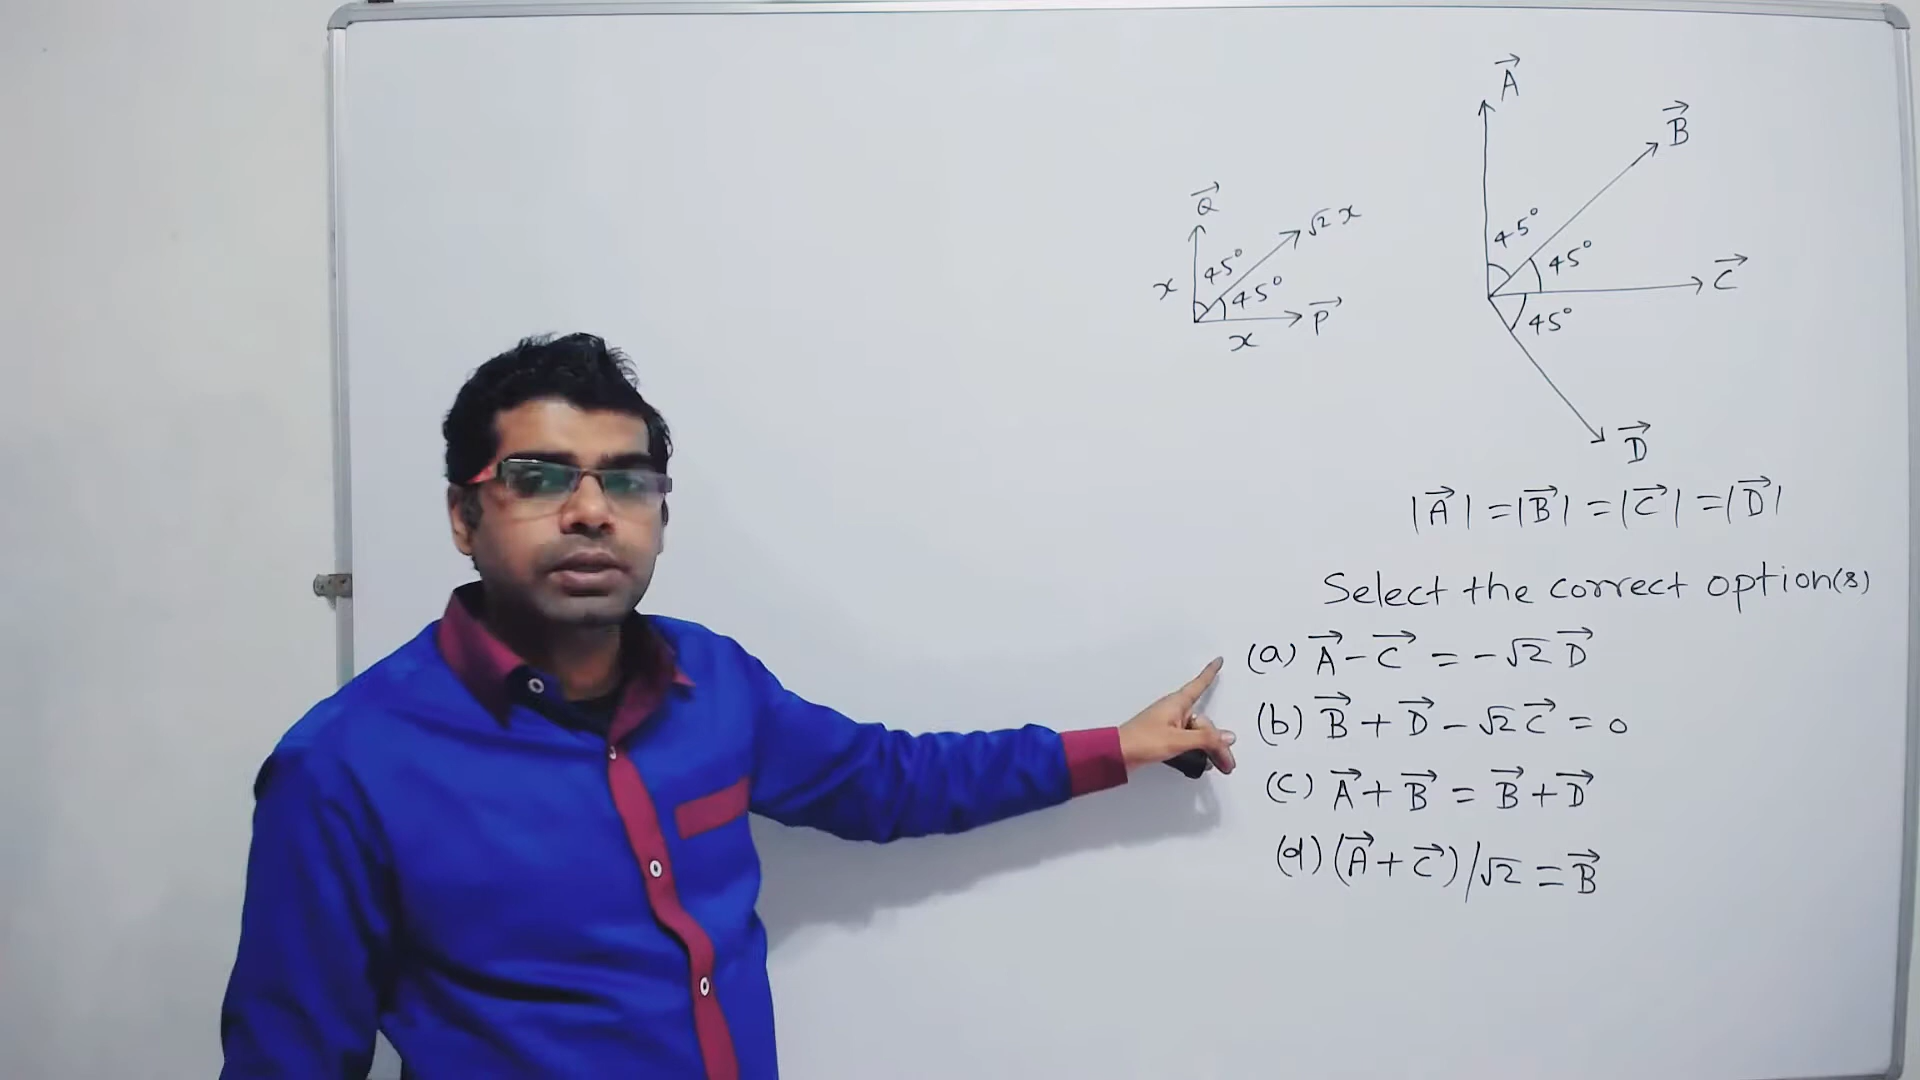 A⃗
B⃗
45°
45°
C⃗
45°
D⃗
Q⃗
√2 x
45°
x
45°
P⃗
x
|A⃗| = |B⃗| = |C⃗| = |D⃗|
Select the correct option(s)
(a) A⃗ - C⃗ = -√2 D⃗
(b) B⃗ + D⃗ - √2 C⃗ = 0
(c) A⃗ + B⃗ = B⃗ + D⃗
(d) (A⃗ + C⃗)/√2 = B⃗